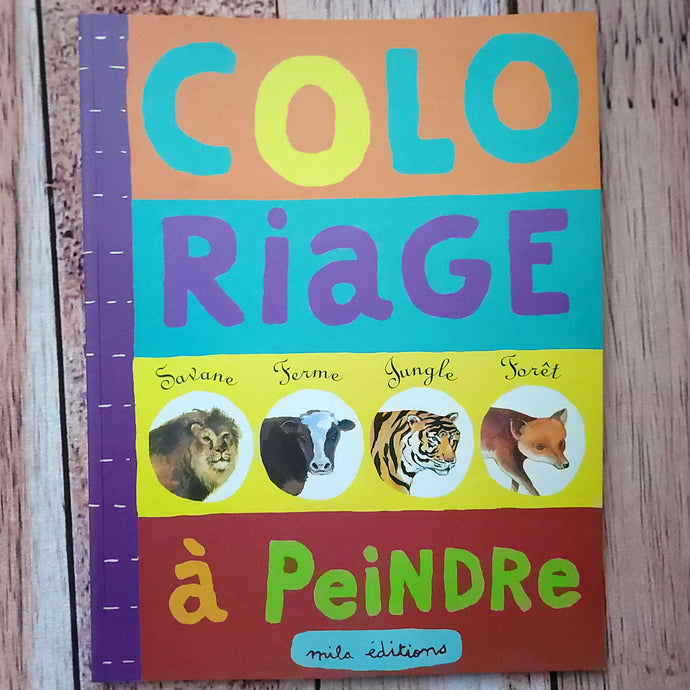 COLO
RiaGE
Savane Ferme Jungle Forêt
à PeiNDRe
mila éditions